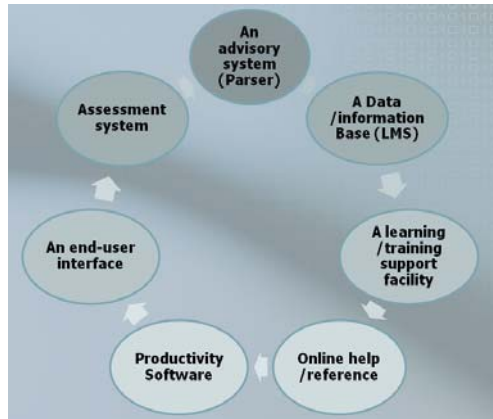 An
advisory
system
(Parser)
A Data
/information
Base (LMS)
A learning
/training
support
facility
Online help
/reference
Productivity
Software
An end-user
interface
Assessment
system